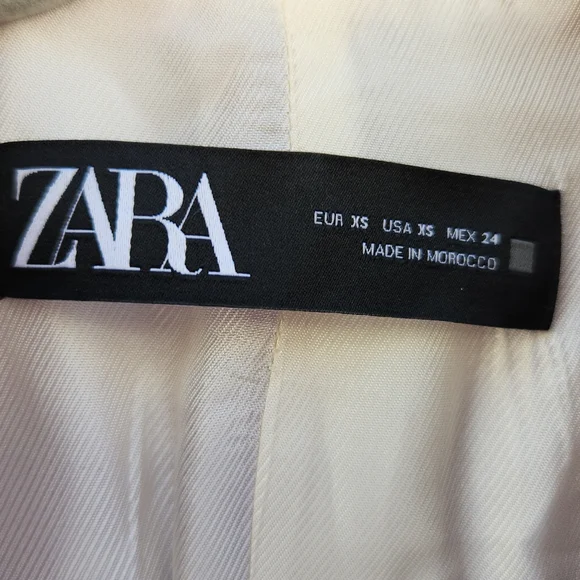 ZARA
EUR XS USA XS MEX 24
MADE IN MOROCCO